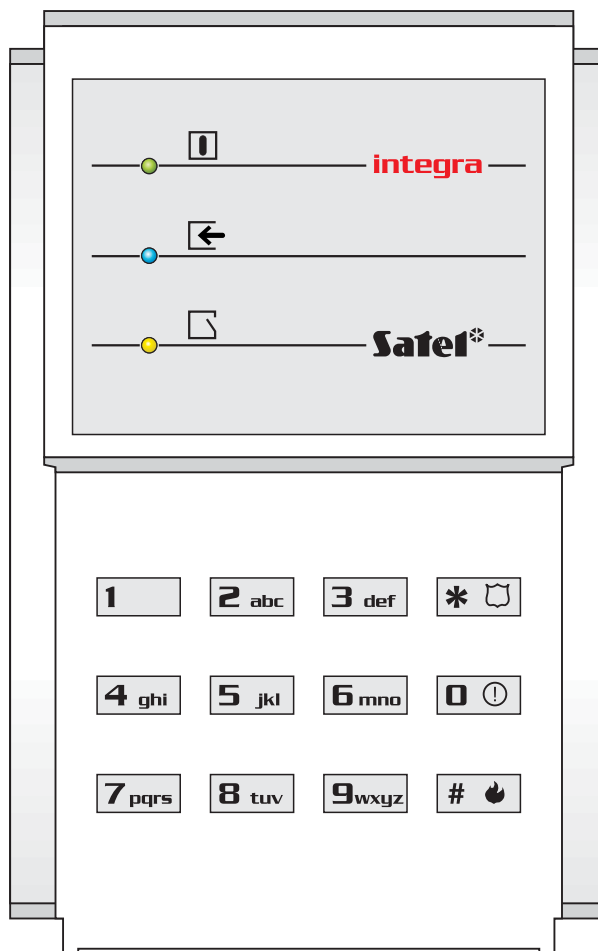 integra
Satel
1 2 abc 3 def *
4 ghi 5 jkl 6 mno 0 !
7 pqrs 8 tuv 9 wxyz #